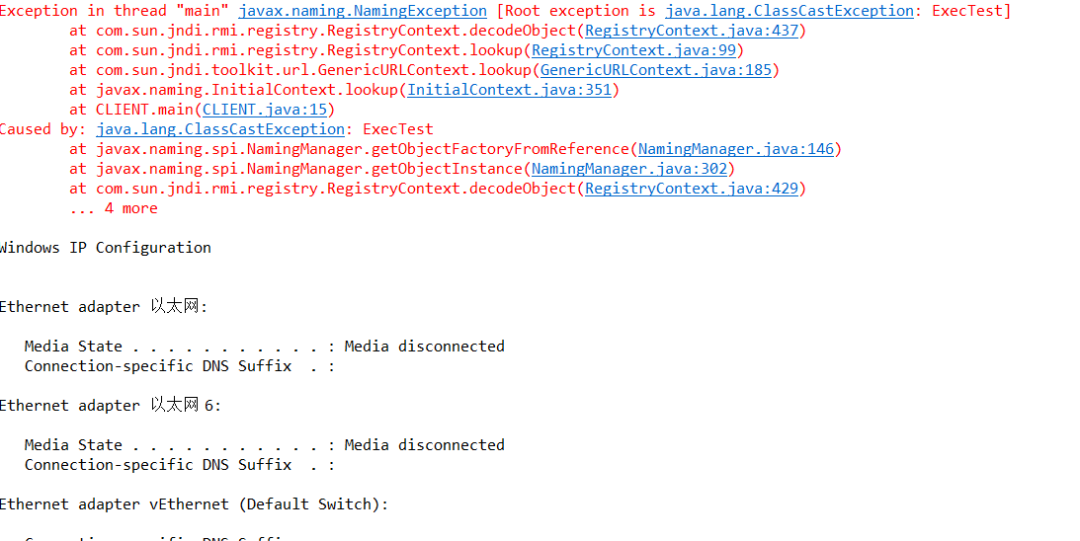 Exception in thread "main" javax.naming.NamingException [Root exception is java.lang.ClassCastException: ExecTest]
at com.sun.jndi.rmi.registry.RegistryContext.decodeObject(RegistryContext.java:437)
at com.sun.jndi.rmi.registry.RegistryContext.lookup(RegistryContext.java:99)
at com.sun.jndi.toolkit.url.GenericURLContext.lookup(GenericURLContext.java:185)
at javax.naming.InitialContext.lookup(InitialContext.java:351)
at CLIENT.main(CLIENT.java:15)
Caused by: java.lang.ClassCastException: ExecTest
at javax.naming.spi.NamingManager.getObjectFactoryFromReference(NamingManager.java:146)
at javax.naming.spi.NamingManager.getObjectInstance(NamingManager.java:302)
at com.sun.jndi.rmi.registry.RegistryContext.decodeObject(RegistryContext.java:429)
... 4 more
Windows IP Configuration
Ethernet adapter 以太网:
Media State . . . . . . . . . . . : Media disconnected
Connection-specific DNS Suffix  . :
Ethernet adapter 以太网 6:
Media State . . . . . . . . . . . : Media disconnected
Connection-specific DNS Suffix  . :
Ethernet adapter vEthernet (Default Switch):